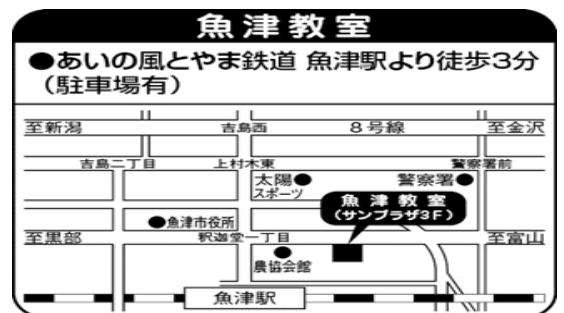 魚津教室
●あいの風とやま鉄道 魚津駅より徒歩3分
（駐車場有）
至新潟
吉島西
8号線
至金沢
吉島二丁目
上村木東
警察署前
太陽●
スポーツ
警察署●
魚津教室
（サンプラザ3F）
●魚津市役所
至黒部
釈迦堂一丁目
至富山
農協会館
魚津駅